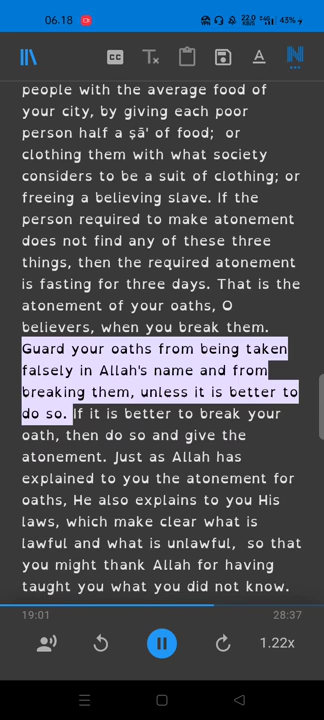 06.18 22.0 KB/S 43%
CC T A N
people with the average food of
your city, by giving each poor
person half a ṣā' of food;  or
clothing them with what society
considers to be a suit of clothing; or
freeing a believing slave. If the
person required to make atonement
does not find any of these three
things, then the required atonement
is fasting for three days. That is the
atonement of your oaths, O
believers, when you break them.
Guard your oaths from being taken
falsely in Allah's name and from
breaking them, unless it is better to
do so. If it is better to break your
oath, then do so and give the
atonement. Just as Allah has
explained to you the atonement for
oaths, He also explains to you His
laws, which make clear what is
lawful and what is unlawful,  so that
you might thank Allah for having
taught you what you did not know.
19:01 28:37
1.22x